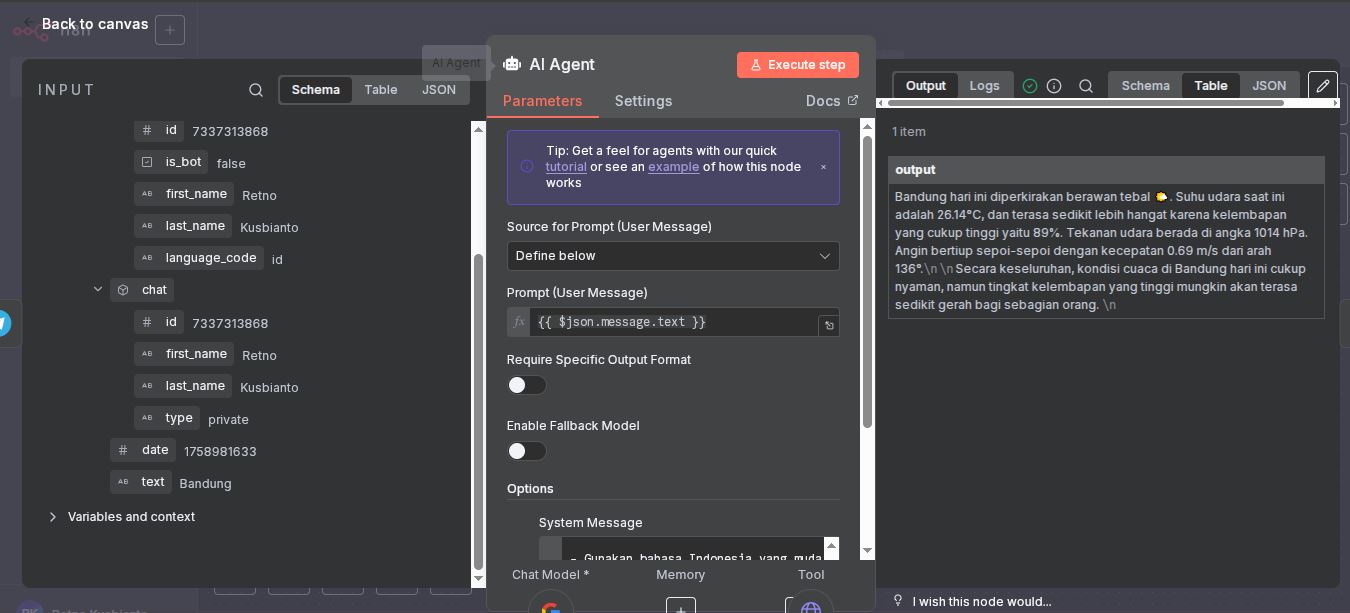 Back to canvas
n8n
AI Agent
INPUT
Schema
Table
JSON
# id 7337313868
is_bot false
AB first_name Retno
AB last_name Kusbianto
AB language_code id
chat
# id 7337313868
AB first_name Retno
AB last_name Kusbianto
AB type private
# date 1758981633
AB text Bandung
Variables and context
AI Agent
Execute step
Parameters
Settings
Docs
Tip: Get a feel for agents with our quick
tutorial or see an example of how this node
works
Source for Prompt (User Message)
Define below
Prompt (User Message)
fx {{ $json.message.text }}
Require Specific Output Format
Enable Fallback Model
Options
System Message
- Gunakan bahasa Indonesia yang muda
Chat Model *
Memory
Tool
Output
Logs
Schema
Table
JSON
1 item
output
Bandung hari ini diperkirakan berawan tebal 🌤️. Suhu udara saat ini
adalah 26.14°C, dan terasa sedikit lebih hangat karena kelembapan
yang cukup tinggi yaitu 89%. Tekanan udara berada di angka 1014 hPa.
Angin bertiup sepoi-sepoi dengan kecepatan 0.69 m/s dari arah
136°.\n \n Secara keseluruhan, kondisi cuaca di Bandung hari ini cukup
nyaman, namun tingkat kelembapan yang tinggi mungkin akan terasa
sedikit gerah bagi sebagian orang. \n
I wish this node would...
RK Retno Kusbianto